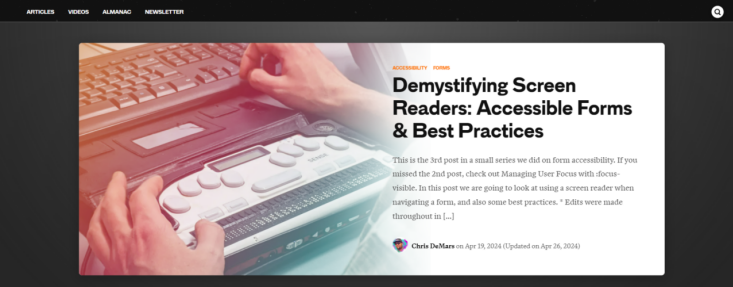 ARTICLES VIDEOS ALMANAC NEWSLETTER
ACCESSIBILITY FORMS
Demystifying Screen
Readers: Accessible Forms
& Best Practices
This is the 3rd post in a small series we did on form accessibility. If you
missed the 2nd post, check out Managing User Focus with :focus-
visible. In this post we are going to look at using a screen reader when
navigating a form, and also some best practices. * Edits were made
throughout in […]
Chris DeMars on Apr 19, 2024 (Updated on Apr 26, 2024)